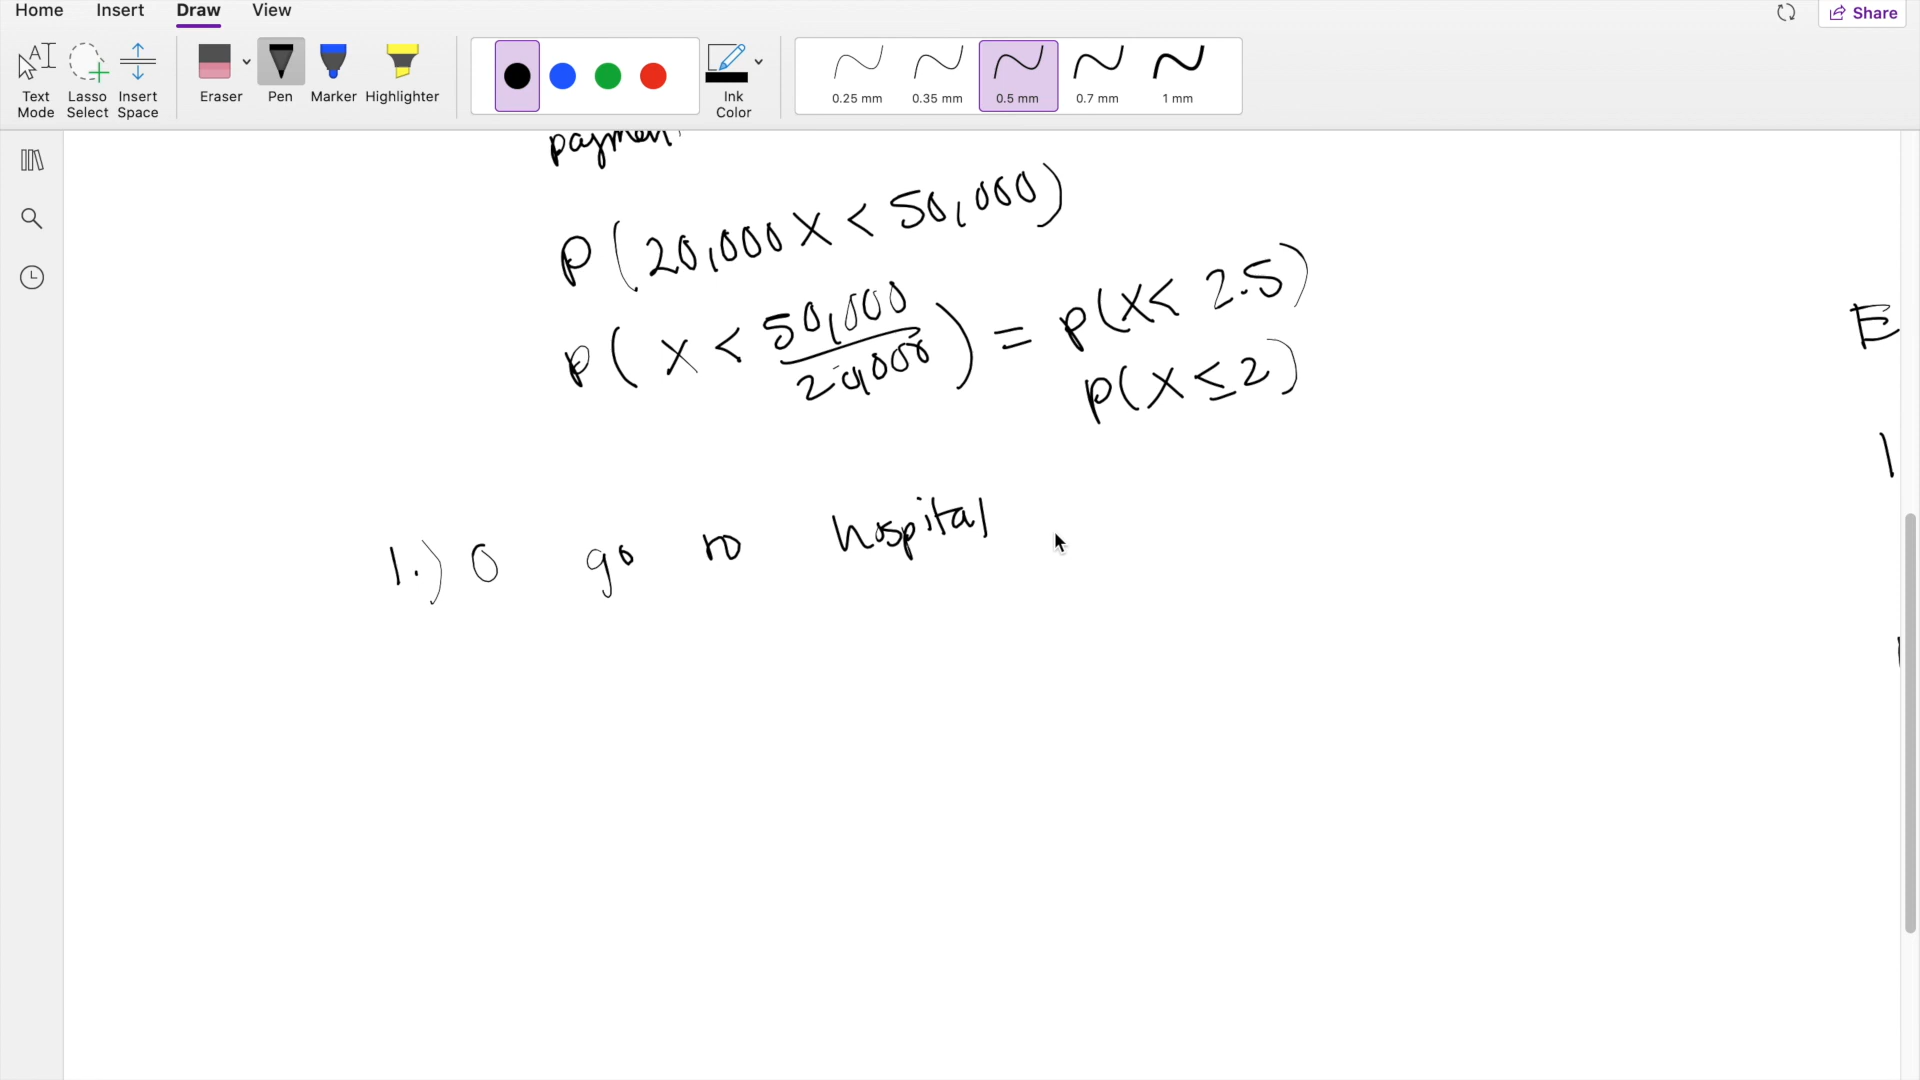 Home Insert Draw View
Share
Text Mode
Lasso Select
Insert Space
Eraser
Pen
Marker
Highlighter
Ink Color
0.25 mm
0.35 mm
0.5 mm
0.7 mm
1 mm
P(20,000X < 50,000)
P(X < 50,000/20,000) = P(X < 2.5)
P(X ≤ 2)
E
1
1.) 0 go to hospital